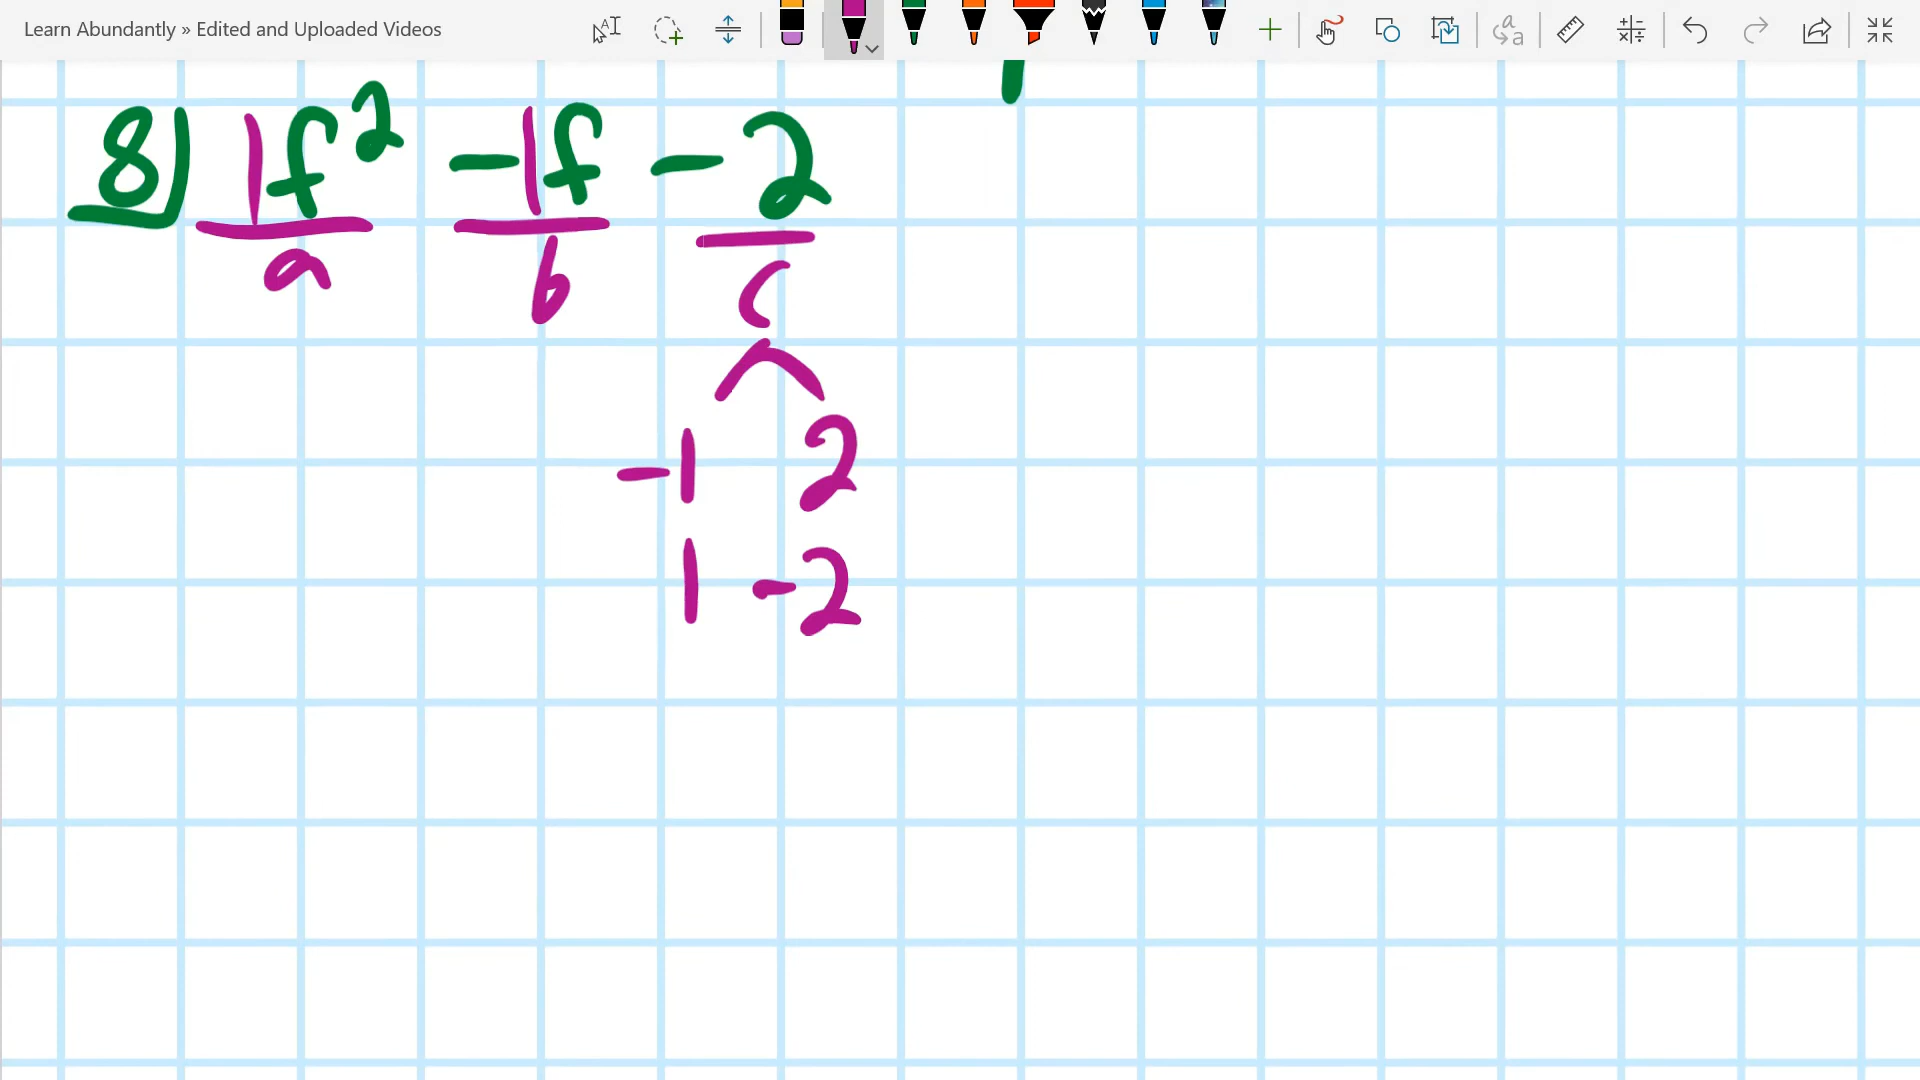 Learn Abundantly » Edited and Uploaded Videos
8) 1f² -1f -2
a b c
-1 2
1 -2